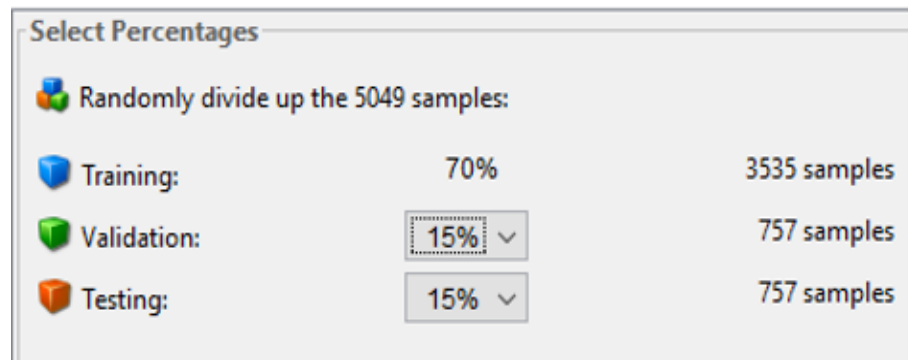 Select Percentages
Randomly divide up the 5049 samples:
Training: 70% 3535 samples
Validation: 15% 757 samples
Testing: 15% 757 samples